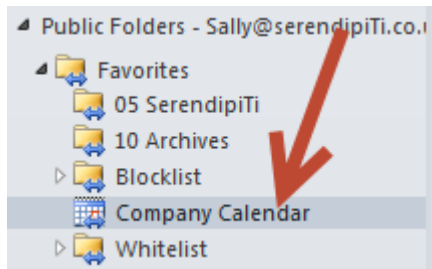 Public Folders - Sally@serendipiTi.co.
Favorites
05 SerendipiTi
10 Archives
Blocklist
Company Calendar
Whitelist